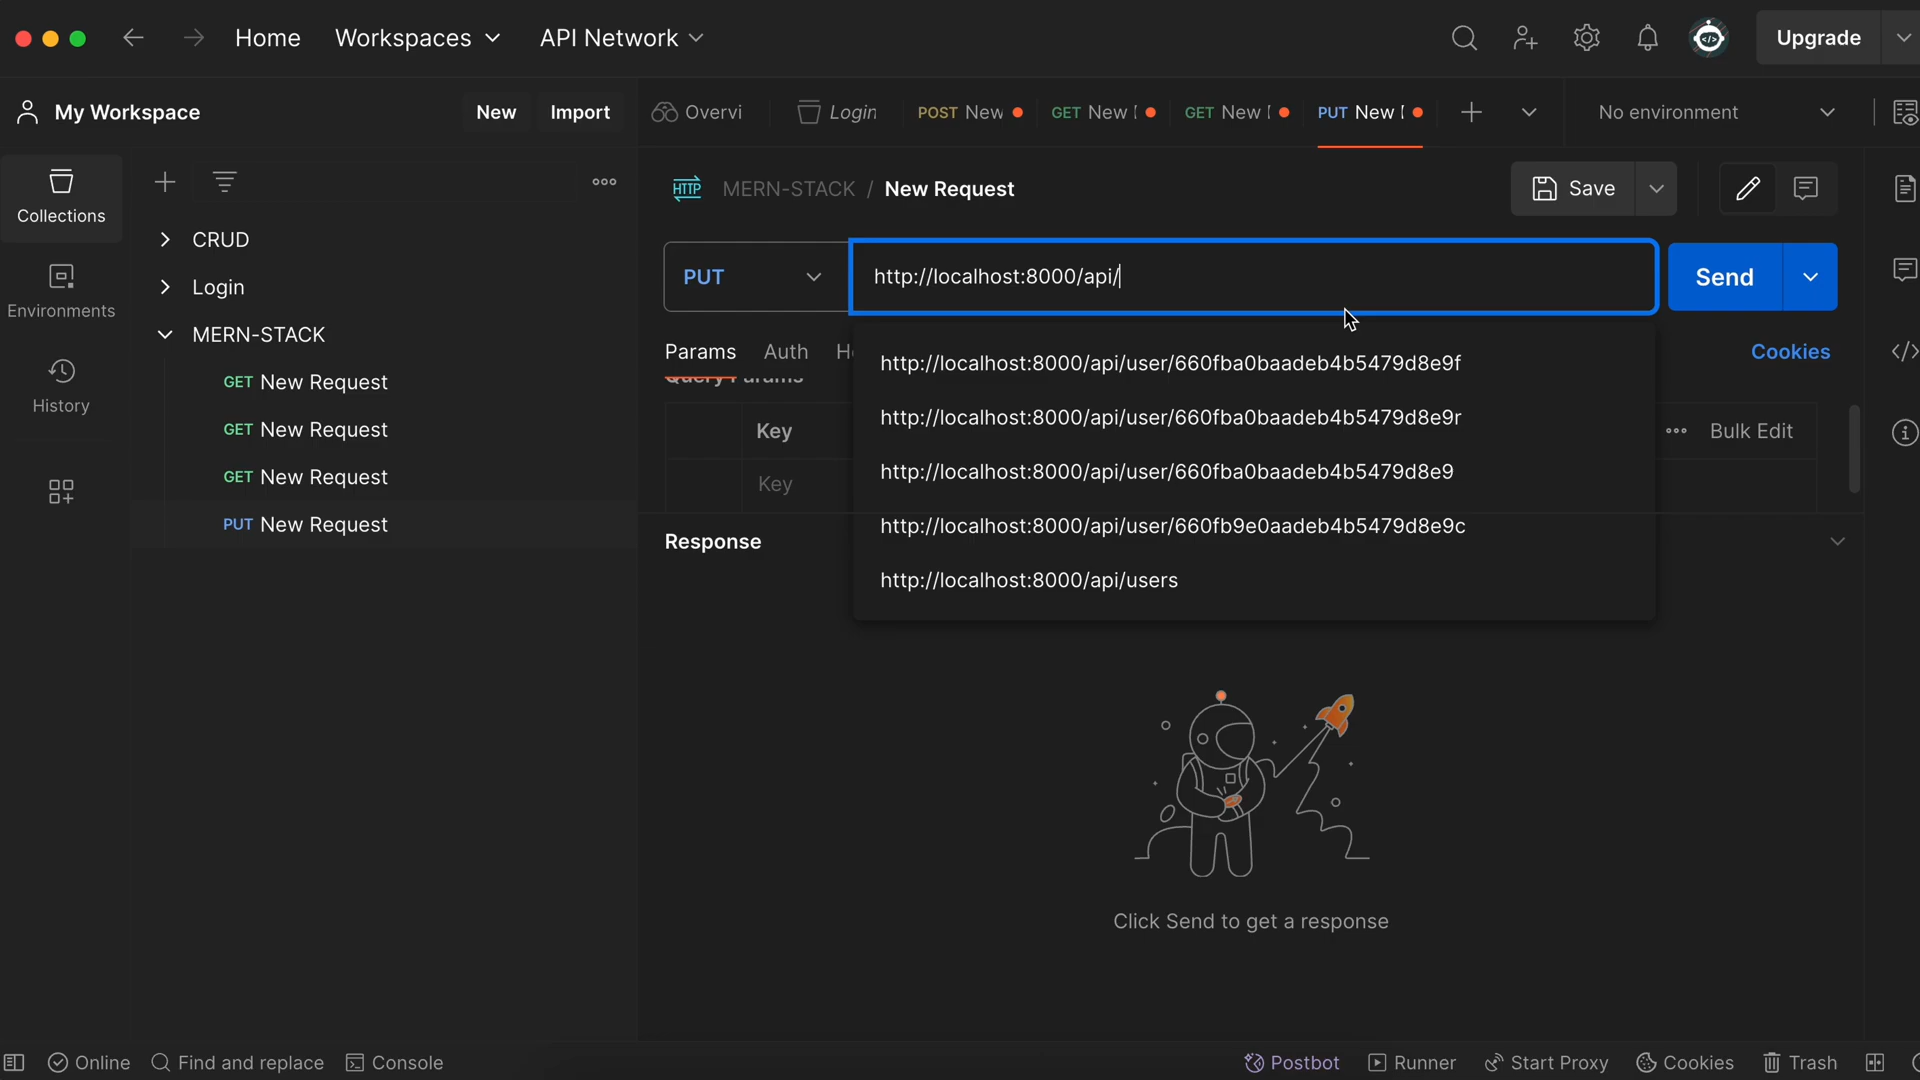 Home Workspaces API Network Upgrade
My Workspace New Import Overvi Login POST New GET New GET New PUT New No environment
Collections
HTTP MERN-STACK / New Request Save
CRUD
PUT http://localhost:8000/api/ Send
Environments
Login
MERN-STACK
Params Auth Cookies
http://localhost:8000/api/user/660fba0baadeb4b5479d8e9f
Query Params
GET New Request
History
http://localhost:8000/api/user/660fba0baadeb4b5479d8e9r
GET New Request
Key Bulk Edit
http://localhost:8000/api/user/660fba0baadeb4b5479d8e9
GET New Request
Key
http://localhost:8000/api/user/660fb9e0aadeb4b5479d8e9c
PUT New Request
Response
http://localhost:8000/api/users
Click Send to get a response
Online Find and replace Console Postbot Runner Start Proxy Cookies Trash